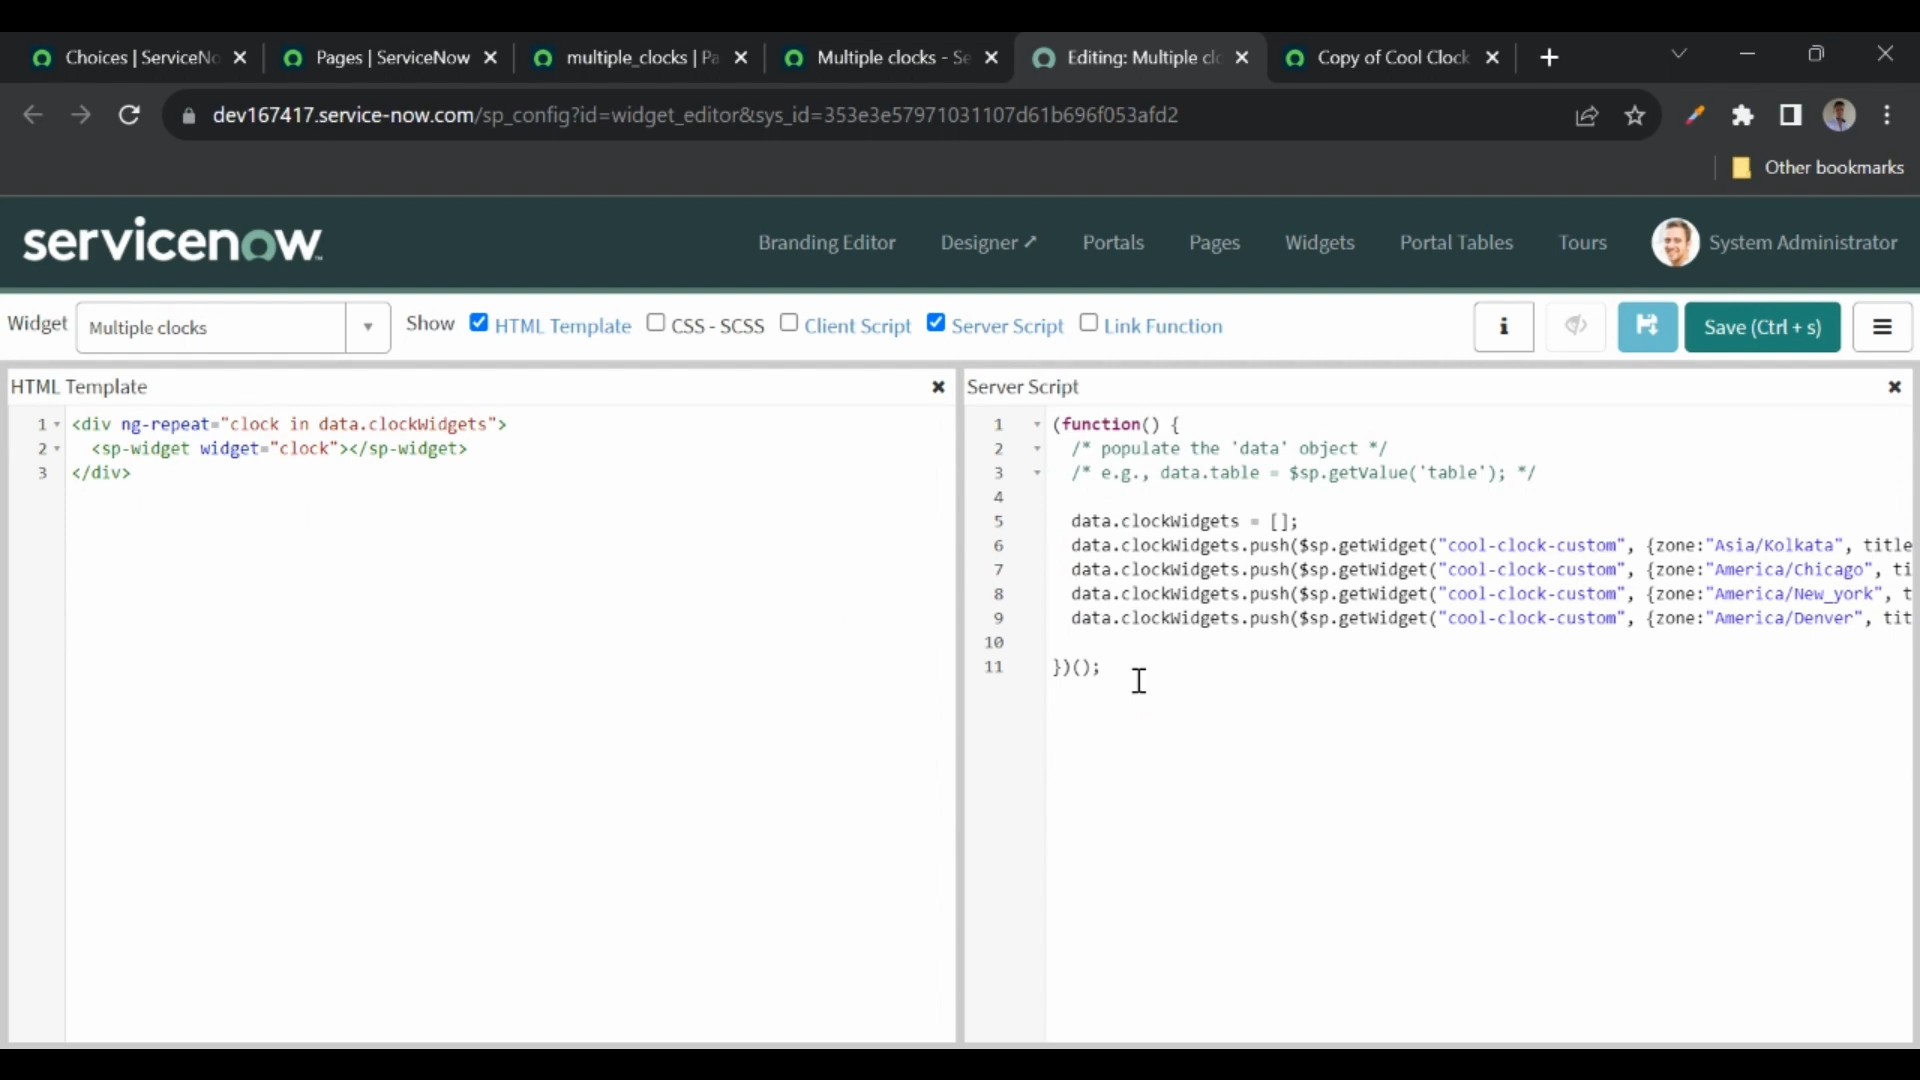 Choices | ServiceNo
Pages | ServiceNow
multiple_clocks | Pa
Multiple clocks - Se
Editing: Multiple clo
Copy of Cool Clock
dev167417.service-now.com/sp_config?id=widget_editor&sys_id=353e3e57971031107d61b696f053afd2
Other bookmarks
servicenow
Branding Editor
Designer
Portals
Pages
Widgets
Portal Tables
Tours
System Administrator
Widget
Multiple clocks
Show
HTML Template
CSS - SCSS
Client Script
Server Script
Link Function
i
Save (Ctrl + s)
HTML Template
1 <div ng-repeat="clock in data.clockWidgets">
2 <sp-widget widget="clock"></sp-widget>
3 </div>
Server Script
1 (function() {
2 /* populate the 'data' object */
3 /* e.g., data.table = $sp.getValue('table'); */
4
5 data.clockWidgets = [];
6 data.clockWidgets.push($sp.getWidget("cool-clock-custom", {zone:"Asia/Kolkata", title
7 data.clockWidgets.push($sp.getWidget("cool-clock-custom", {zone:"America/Chicago", ti
8 data.clockWidgets.push($sp.getWidget("cool-clock-custom", {zone:"America/New_york", t
9 data.clockWidgets.push($sp.getWidget("cool-clock-custom", {zone:"America/Denver", tit
10
11 })();